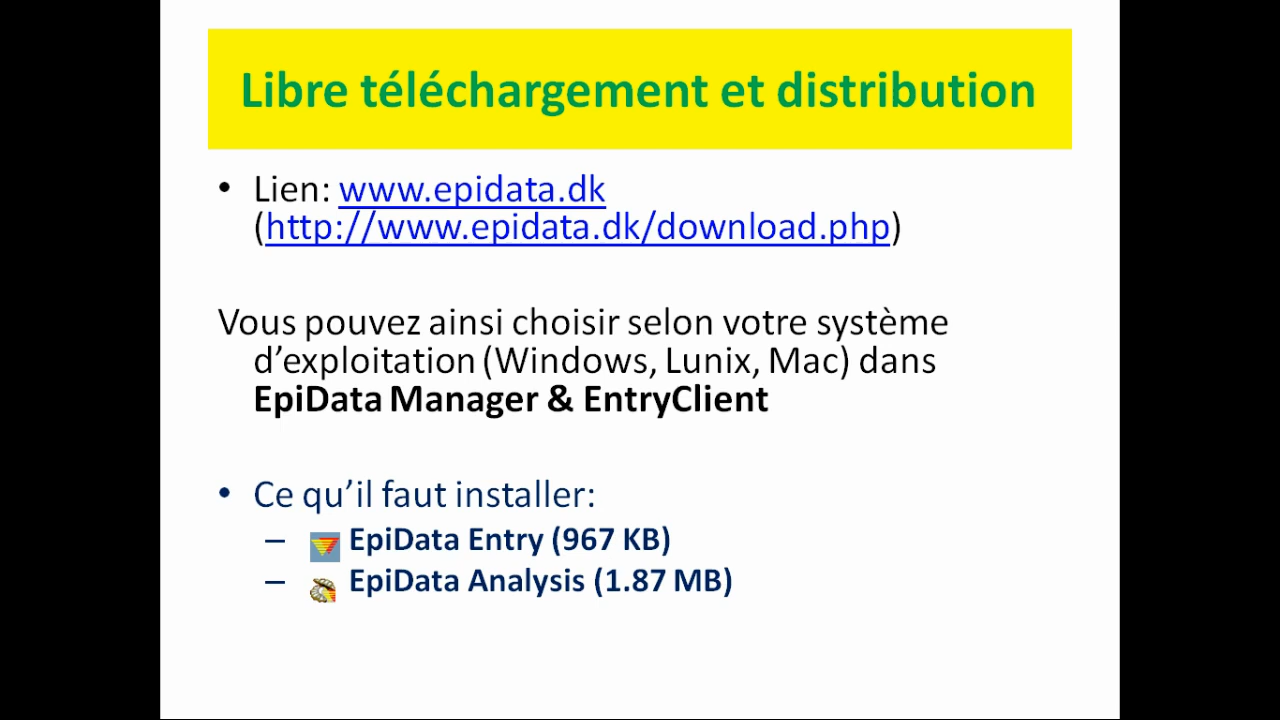 Libre téléchargement et distribution
• Lien: www.epidata.dk
(http://www.epidata.dk/download.php)
Vous pouvez ainsi choisir selon votre système
d’exploitation (Windows, Lunix, Mac) dans
EpiData Manager & EntryClient
• Ce qu’il faut installer:
– EpiData Entry (967 KB)
– EpiData Analysis (1.87 MB)